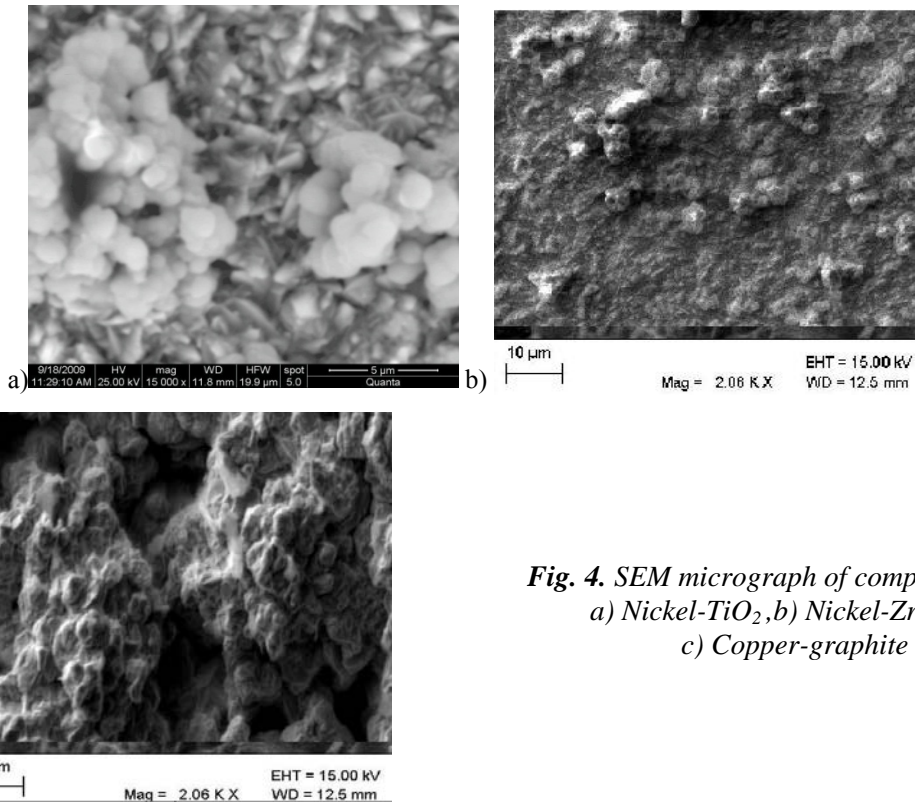 a)
9/18/2009 HV mag WD HFW spot 5 µm
11:29:10 AM 25.00 kV 15 000 x 11.8 mm 19.9 µm 5.0 Quanta
b)
10 µm
EHT = 15.00 kV
Mag = 2.06 K X WD = 12.5 mm
EHT = 15.00 kV
Mag = 2.06 K X WD = 12.5 mm
Fig. 4. SEM micrograph of
a) Nickel-TiO₂,b)
c) Copper-graphite